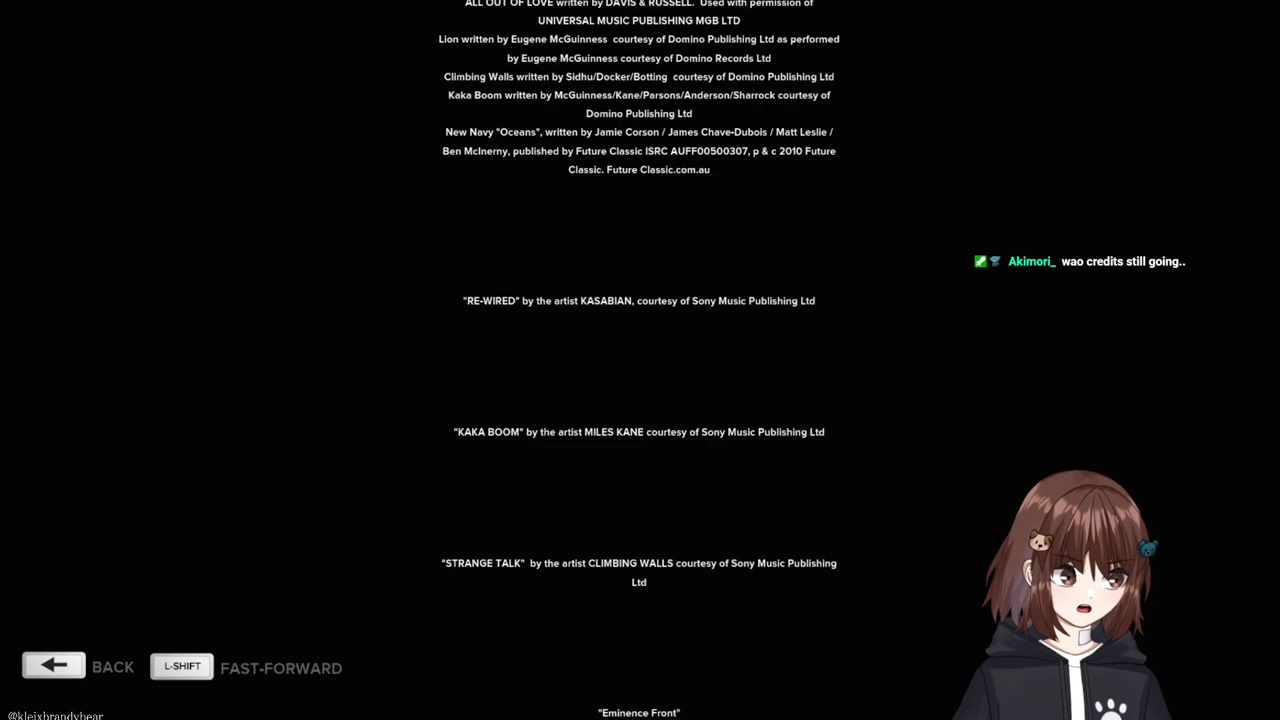 ALL OUT OF LOVE written by DAVIS & RUSSELL. Used with permission of
UNIVERSAL MUSIC PUBLISHING MGB LTD
Lion written by Eugene McGuinness courtesy of Domino Publishing Ltd as performed
by Eugene McGuinness courtesy of Domino Records Ltd
Climbing Walls written by Sidhu/Docker/Botting courtesy of Domino Publishing Ltd
Kaka Boom written by McGuinness/Kane/Parsons/Anderson/Sharrock courtesy of
Domino Publishing Ltd
New Navy "Oceans", written by Jamie Corson / James Chave-Dubois / Matt Leslie /
Ben McInerny, published by Future Classic ISRC AUFF00500307, p & c 2010 Future
Classic. Future Classic.com.au
Akimori_ wao credits still going..
"RE-WIRED" by the artist KASABIAN, courtesy of Sony Music Publishing Ltd
"KAKA BOOM" by the artist MILES KANE courtesy of Sony Music Publishing Ltd
"STRANGE TALK" by the artist CLIMBING WALLS courtesy of Sony Music Publishing
Ltd
BACK L-SHIFT FAST-FORWARD
"Eminence Front"
@kleixbrandybear